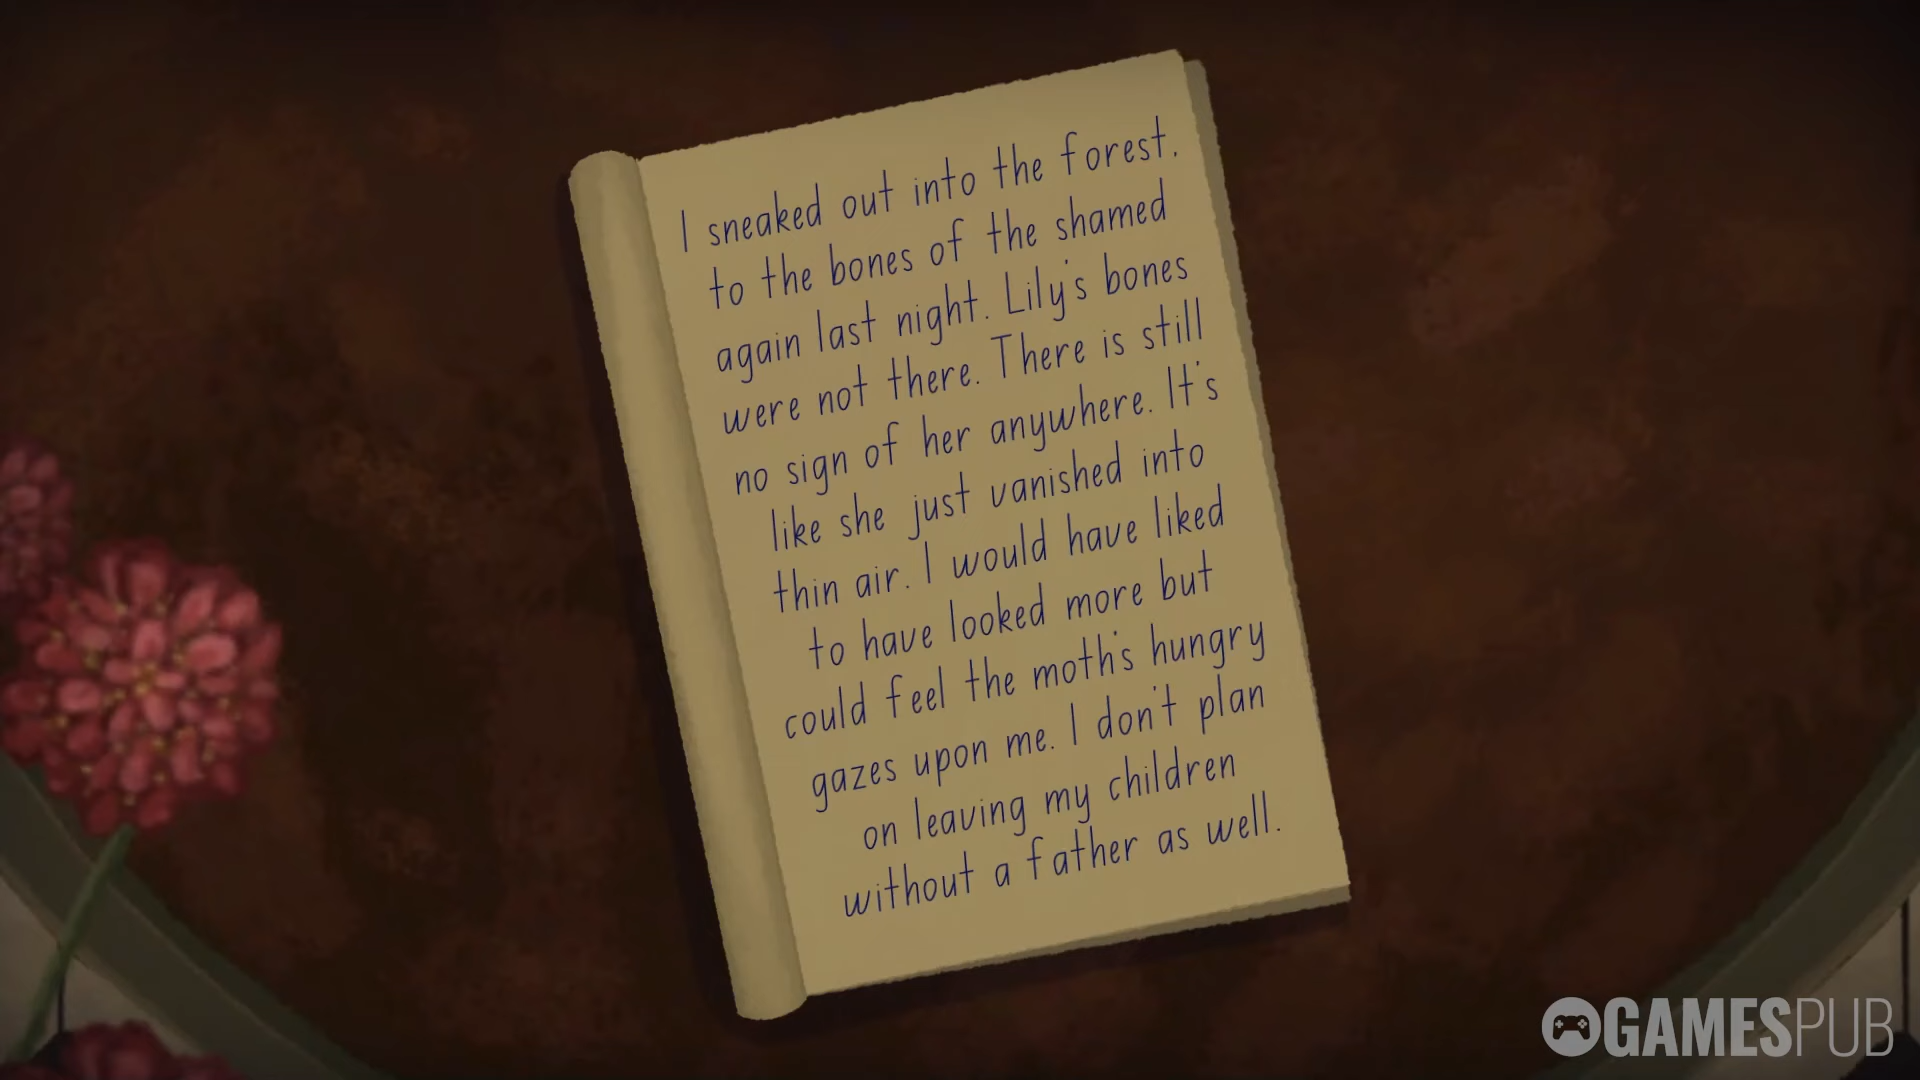 I sneaked out into the forest.
to the bones of the shamed
again last night. Lily's bones
were not there. There is still
no sign of her anywhere. It's
like she just vanished into
thin air. I would have liked
to have looked more but
could feel the moth's hungry
gazes upon me. I don't plan
on leaving my children
without a father as well.
GAMESPUB